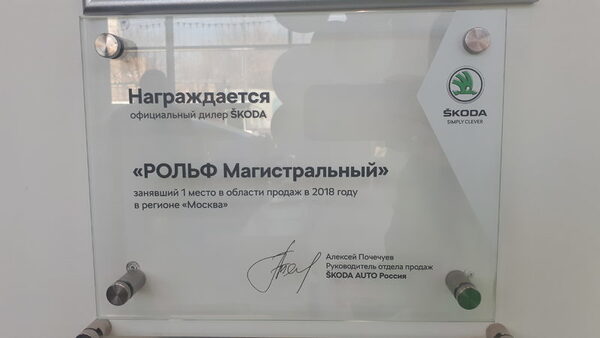 Награждается
официальный дилер ŠKODA
ŠKODA
SIMPLY CLEVER
«РОЛЬФ Магистральный»
занявший 1 место в области продаж в 2018 году
в регионе «Москва»
Алексей Почечуев
Руководитель отдела продаж
ŠKODA AUTO Россия